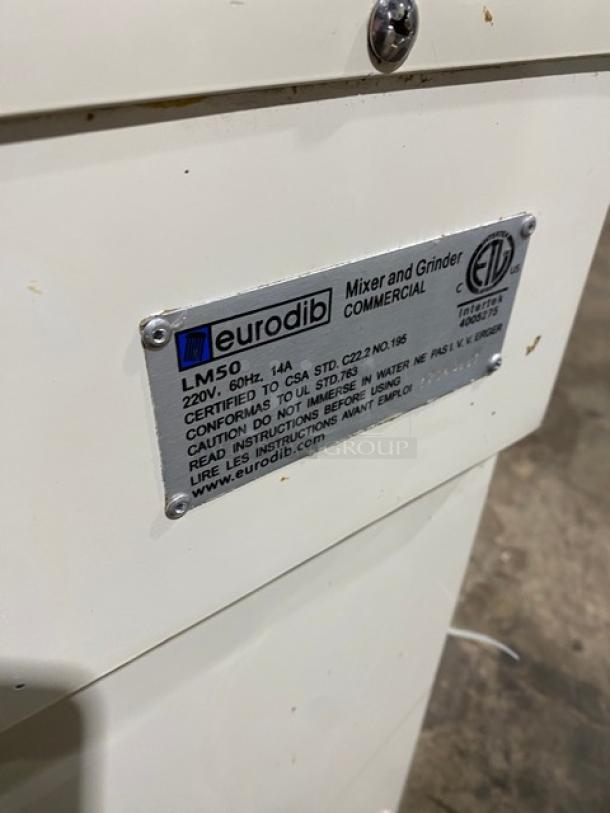 eurodib
Mixer and Grinder
COMMERCIAL
ETL
INTERTEK
C
US
Intertek
4005275
LM50
220V, 60Hz, 14A
CERTIFIED TO CSA STD. C22.2 NO.195
CONFORMAS TO UL STD.763
CAUTION DO NOT IMMERSE IN WATER NE PAS I. V. V. ERGER
READ INSTRUCTIONS BEFORE USING
LIRE LES INSTRUCTIONS AVANT EMPLOI
www.eurodib.com
GROUP